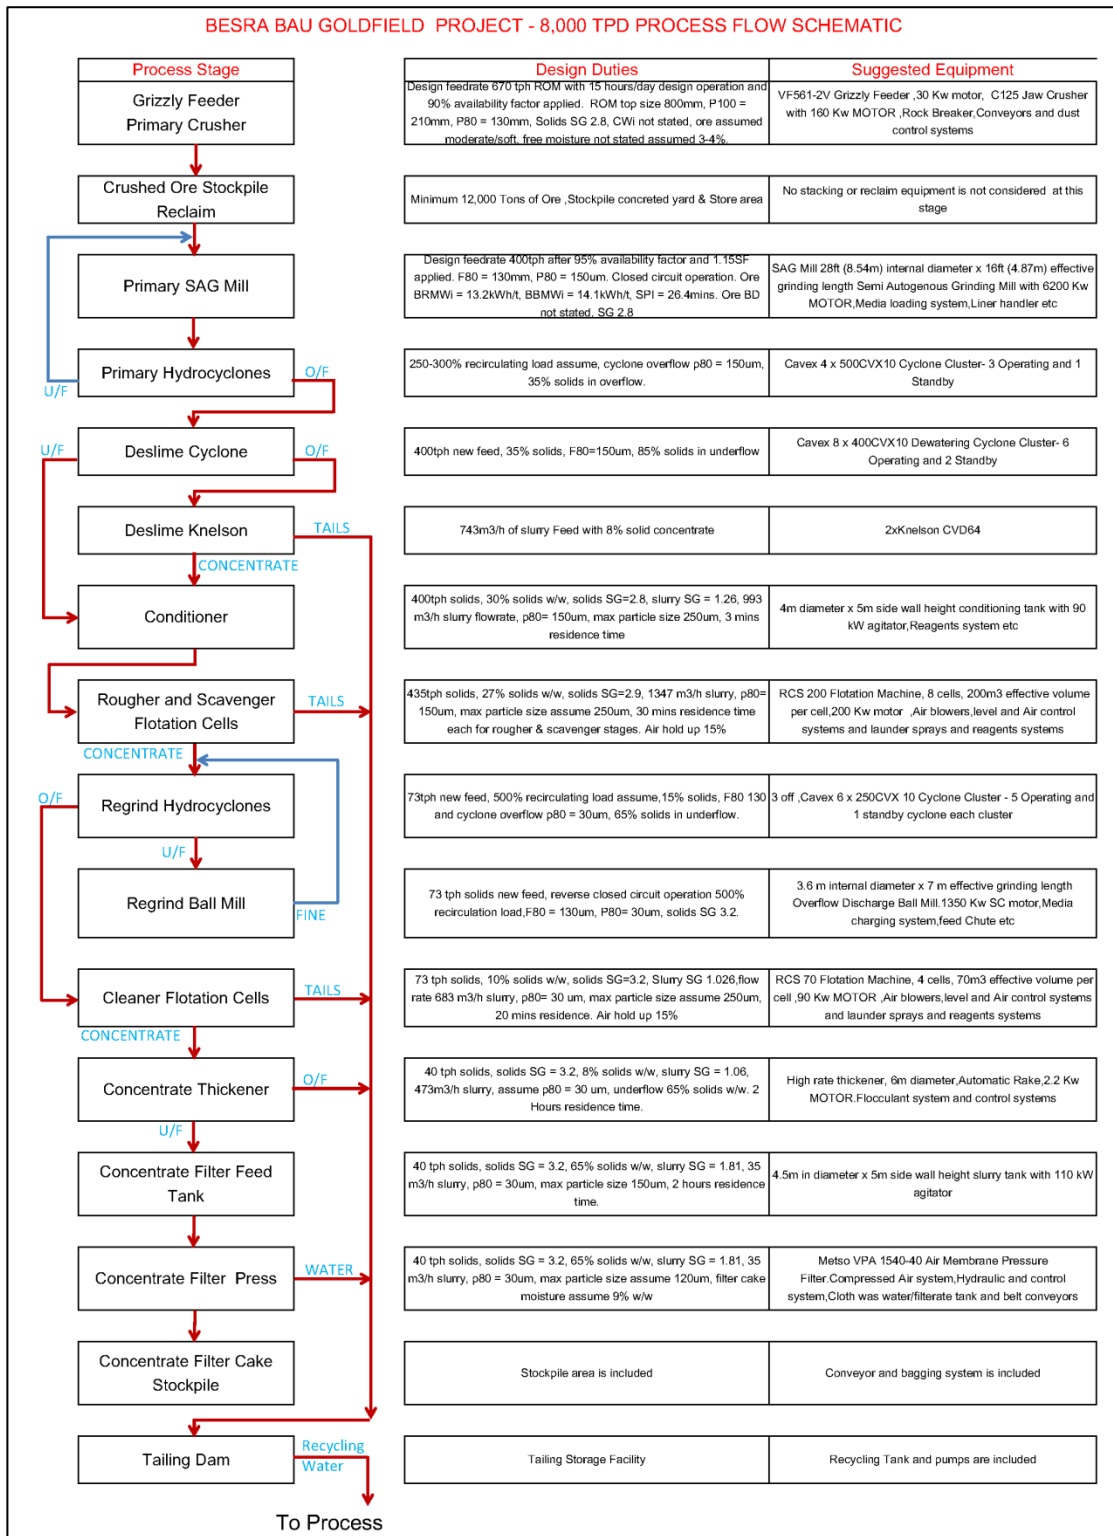 BESRA BAU GOLDFIELD PROJECT - 8,000 TPD PROCESS FLOW SCHEMATIC
Process Stage
Design Duties
Suggested Equipment
Grizzly Feeder
Primary Crusher
Design feedrate 670 tph ROM with 15 hours/day design operation and
90% availability factor applied. ROM top size 800mm, P100 =
210mm, P80 = 130mm, Solids SG 2.8, CWi not stated, ore assumed
moderate/soft, free moisture not stated assumed 3-4%.
VF561-2V Grizzly Feeder ,30 Kw motor, C125 Jaw Crusher
with 160 Kw MOTOR ,Rock Breaker,Conveyors and dust
control systems
Crushed Ore Stockpile
Reclaim
Minimum 12,000 Tons of Ore ,Stockpile concreted yard & Store area
No stacking or reclaim equipment is not considered at this
stage
Primary SAG Mill
Design feedrate 400tph after 95% availability factor and 1.15SF
applied. F80 = 130mm, P80 = 150um. Closed circuit operation. Ore
BRMWi = 13.2kWh/t, BBMWi = 14.1kWh/t, SPI = 26.4mins. Ore BD
not stated, SG 2.8
SAG Mill 28ft (8.54m) internal diameter x 16ft (4.87m) effective
grinding length Semi Autogenous Grinding Mill with 6200 Kw
MOTOR,Media loading system,Liner handler etc
Primary Hydrocyclones
O/F
U/F
250-300% recirculating load assume, cyclone overflow p80 = 150um,
35% solids in overflow.
Cavex 4 x 500CVX10 Cyclone Cluster- 3 Operating and 1
Standby
U/F
Deslime Cyclone
O/F
400tph new feed, 35% solids, F80=150um, 85% solids in underflow
Cavex 8 x 400CVX10 Dewatering Cyclone Cluster- 6
Operating and 2 Standby
Deslime Knelson
TAILS
CONCENTRATE
743m3/h of slurry Feed with 8% solid concentrate
2xKnelson CVD64
Conditioner
400tph solids, 30% solids w/w, solids SG=2.8, slurry SG = 1.26, 993
m3/h slurry flowrate, p80= 150um, max particle size 250um, 3 mins
residence time
4m diameter x 5m side wall height conditioning tank with 90
kW agitator,Reagents system etc
Rougher and Scavenger
Flotation Cells
TAILS
CONCENTRATE
435tph solids, 27% solids w/w, solids SG=2.9, 1347 m3/h slurry, p80=
150um, max particle size assume 250um, 30 mins residence time
each for rougher & scavenger stages. Air hold up 15%
RCS 200 Flotation Machine, 8 cells, 200m3 effective volume
per cell,200 Kw motor ,Air blowers,level and Air control
systems and launder sprays and reagents systems
O/F
Regrind Hydrocyclones
U/F
73tph new feed, 500% recirculating load assume,15% solids, F80 130
and cyclone overflow p80 = 30um, 65% solids in underflow.
3 off ,Cavex 6 x 250CVX 10 Cyclone Cluster - 5 Operating and
1 standby cyclone each cluster
Regrind Ball Mill
FINE
73 tph solids new feed, reverse closed circuit operation 500%
recirculation load,F80 = 130um, P80= 30um, solids SG 3.2.
3.6 m internal diameter x 7 m effective grinding length
Overflow Discharge Ball Mill.1350 Kw SC motor,Media
charging system,feed Chute etc
Cleaner Flotation Cells
TAILS
CONCENTRATE
73 tph solids, 10% solids w/w, solids SG=3.2, Slurry SG 1.026,flow
rate 683 m3/h slurry, p80= 30 um, max particle size assume 250um,
20 mins residence. Air hold up 15%
RCS 70 Flotation Machine, 4 cells, 70m3 effective volume per
cell ,90 Kw MOTOR ,Air blowers,level and Air control systems
and launder sprays and reagents systems
Concentrate Thickener
O/F
U/F
40 tph solids, solids SG = 3.2, 8% solids w/w, slurry SG = 1.06,
473m3/h slurry, assume p80 = 30 um, underflow 65% solids w/w. 2
Hours residence time.
High rate thickener, 6m diameter,Automatic Rake,2.2 Kw
MOTOR.Flocculant system and control systems
Concentrate Filter Feed
Tank
40 tph solids, solids SG = 3.2, 65% solids w/w, slurry SG = 1.81, 35
m3/h slurry, p80 = 30um, max particle size 150um, 2 hours residence
time.
4.5m in diameter x 5m side wall height slurry tank with 110 kW
agitator
Concentrate Filter Press
WATER
40 tph solids, solids SG = 3.2, 65% solids w/w, slurry SG = 1.81, 35
m3/h slurry, p80 = 30um, max particle size assume 120um, filter cake
moisture assume 9% w/w
Metso VPA 1540-40 Air Membrane Pressure
Filter.Compressed Air system,Hydraulic and control
system,Cloth was water/filterate tank and belt conveyors
Concentrate Filter Cake
Stockpile
Stockpile area is included
Conveyor and bagging system is included
Tailing Dam
Recycling
Water
Tailing Storage Facility
Recycling Tank and pumps are included
To Process